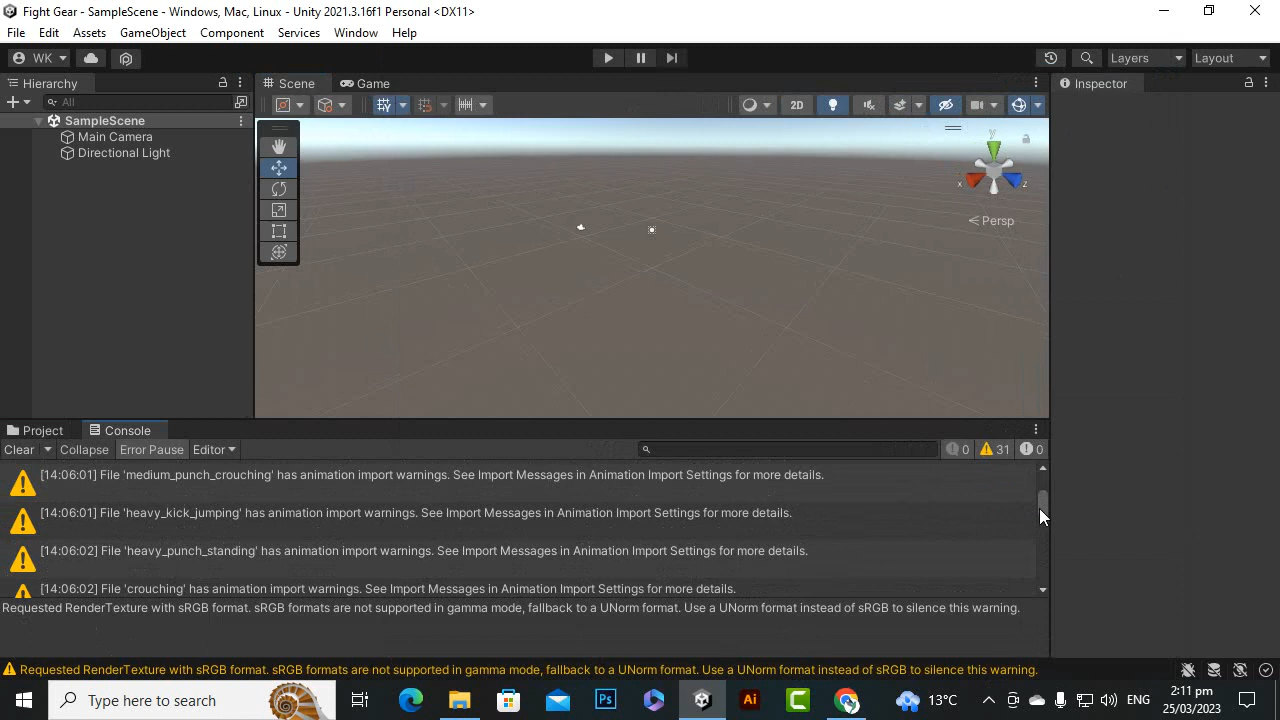 Fight Gear - SampleScene - Windows, Mac, Linux - Unity 2021.3.16f1 Personal <DX11>
File Edit Assets GameObject Component Services Window Help
WK Layers Layout
Hierarchy Scene Game Inspector
All 2D
SampleScene
Main Camera
Directional Light
y
x z
Persp
Project Console
Clear Collapse Error Pause Editor 0 31 0
[14:06:01] File 'medium_punch_crouching' has animation import warnings. See Import Messages in Animation Import Settings for more details.
[14:06:01] File 'heavy_kick_jumping' has animation import warnings. See Import Messages in Animation Import Settings for more details.
[14:06:02] File 'heavy_punch_standing' has animation import warnings. See Import Messages in Animation Import Settings for more details.
[14:06:02] File 'crouching' has animation import warnings. See Import Messages in Animation Import Settings for more details.
Requested RenderTexture with sRGB format. sRGB formats are not supported in gamma mode, fallback to a UNorm format. Use a UNorm format instead of sRGB to silence this warning.
Requested RenderTexture with sRGB format. sRGB formats are not supported in gamma mode, fallback to a UNorm format. Use a UNorm format instead of sRGB to silence this warning.
Type here to search Ps Ai C 13°C ENG 2:11 pm
25/03/2023